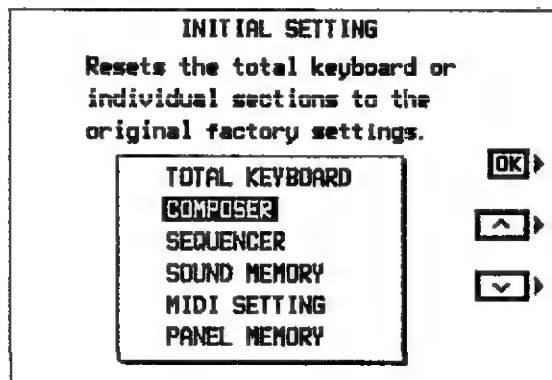 INITIAL SETTING
Resets the total keyboard or
individual sections to the
original factory settings.
TOTAL KEYBOARD
COMPOSER
SEQUENCER
SOUND MEMORY
MIDI SETTING
PANEL MEMORY
OK